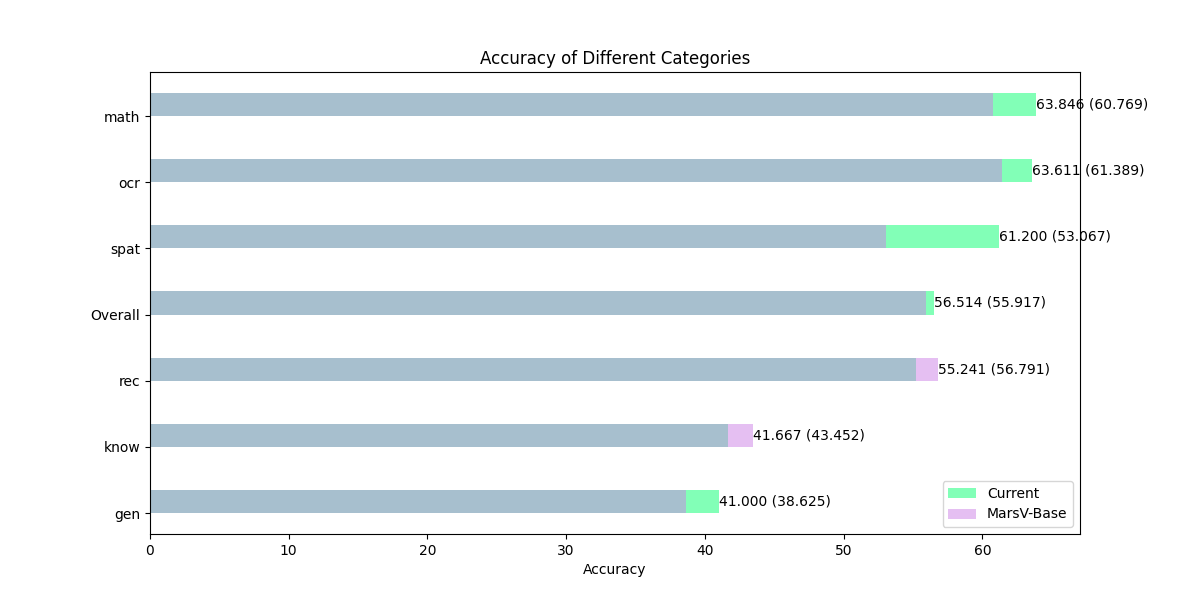 Accuracy of Different Categories
math
63.846 (60.769)
ocr
63.611 (61.389)
spat
61.200 (53.067)
Overall
56.514 (55.917)
rec
55.241 (56.791)
know
41.667 (43.452)
gen
41.000 (38.625)
Current
MarsV-Base
0 10 20 30 40 50 60
Accuracy